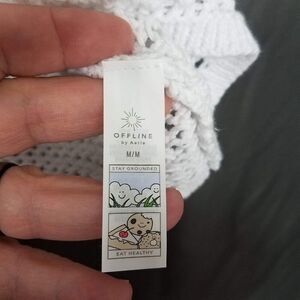 OFFLINE
by Aerie
M/M
STAY GROUNDED
EAT HEALTHY